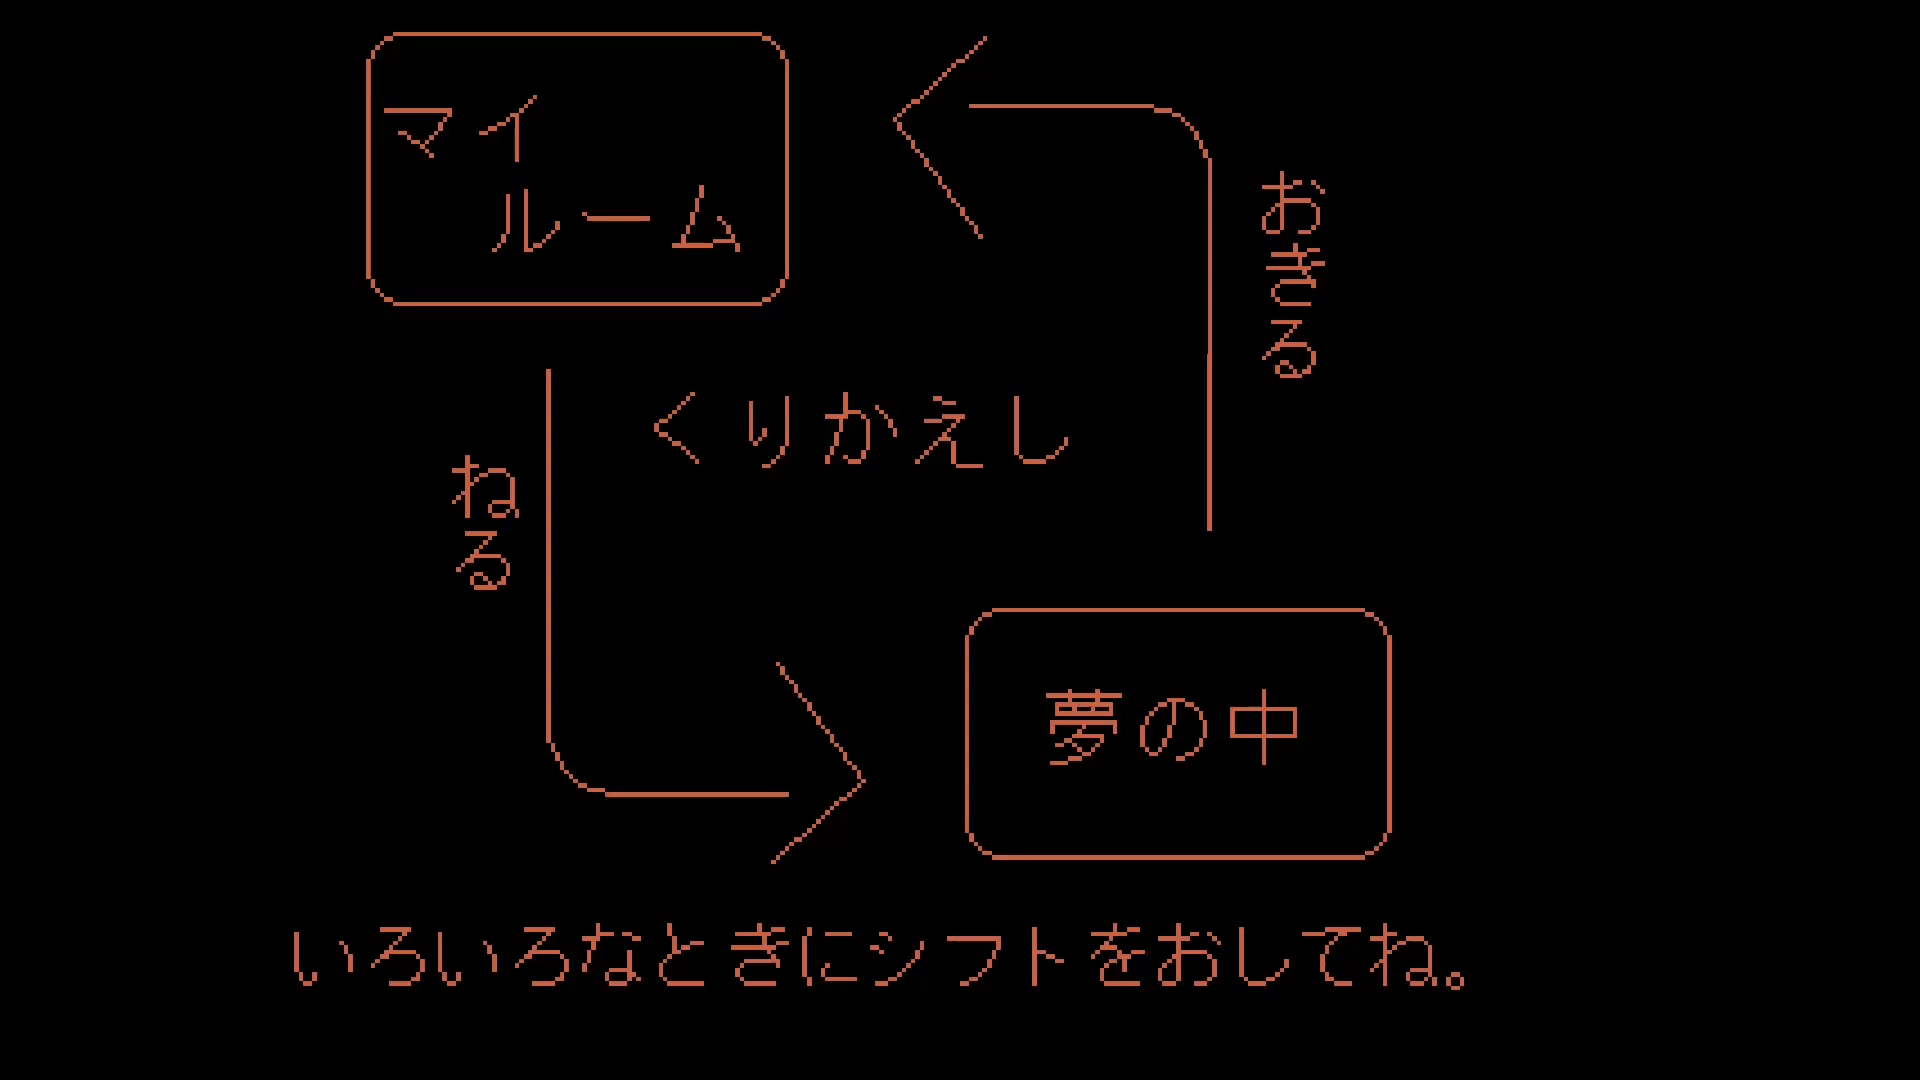 マイ
ルーム
おきる
くりかえし
ねる
夢の中
いろいろなときにシフトをおしてね。